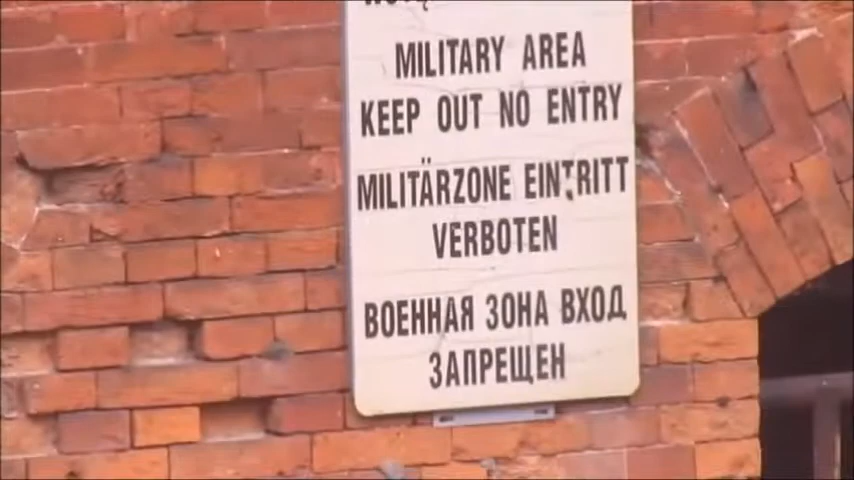 MILITARY AREA
KEEP OUT NO ENTRY
MILITÄRZONE EINTRITT
VERBOTEN
ВОЕННАЯ ЗОНА ВХОД
ЗАПРЕЩЕН